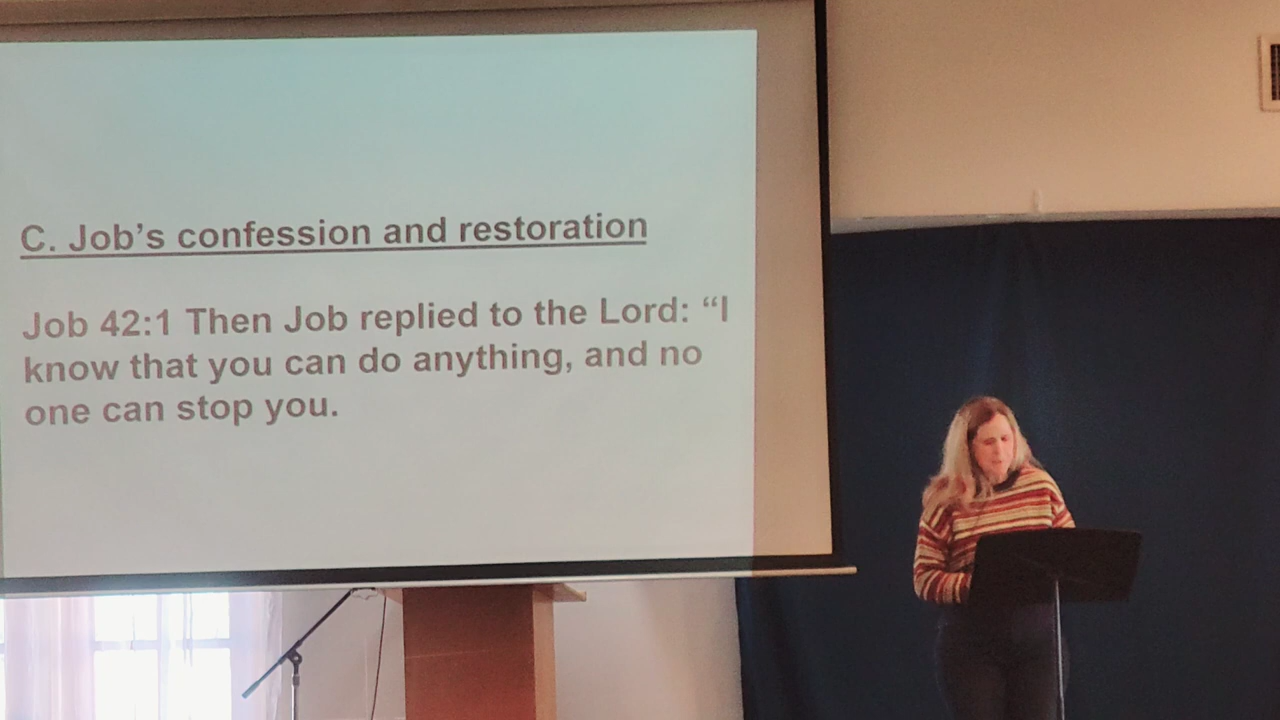 C. Job’s confession and restoration
Job 42:1 Then Job replied to the Lord: “I
know that you can do anything, and no
one can stop you.